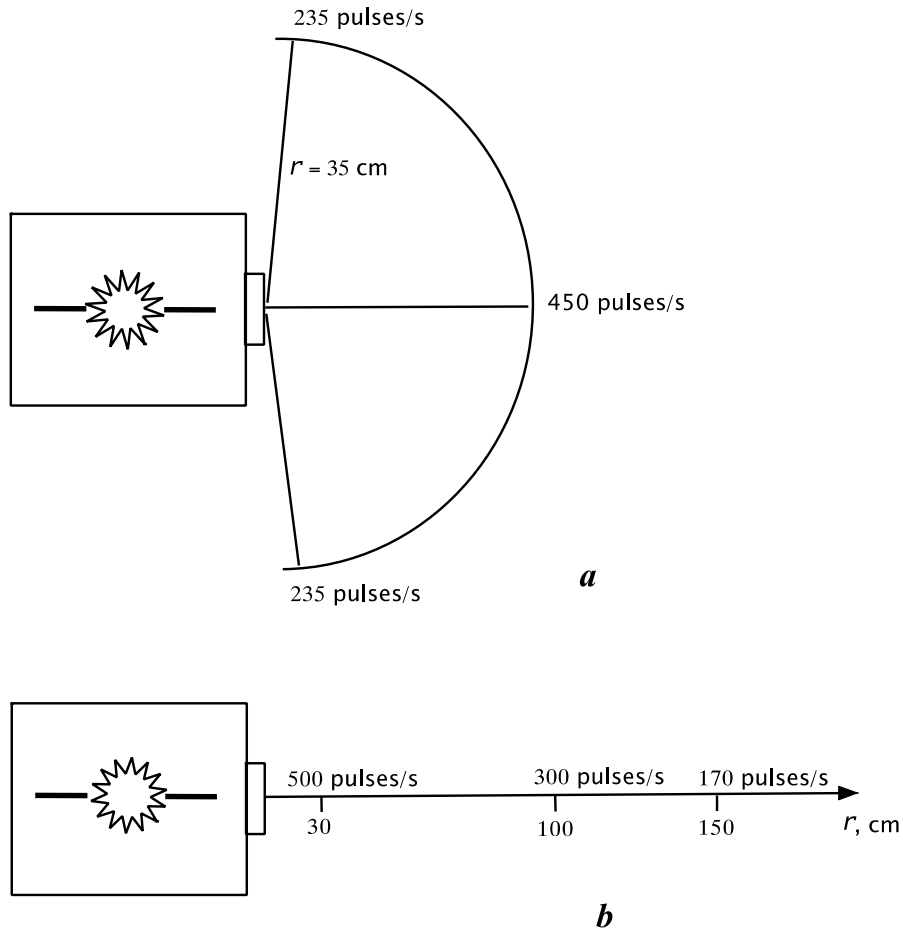 235 pulses/s
r = 35 cm
450 pulses/s
235 pulses/s
a
500 pulses/s 300 pulses/s 170 pulses/s
30 100 150 r, cm
b